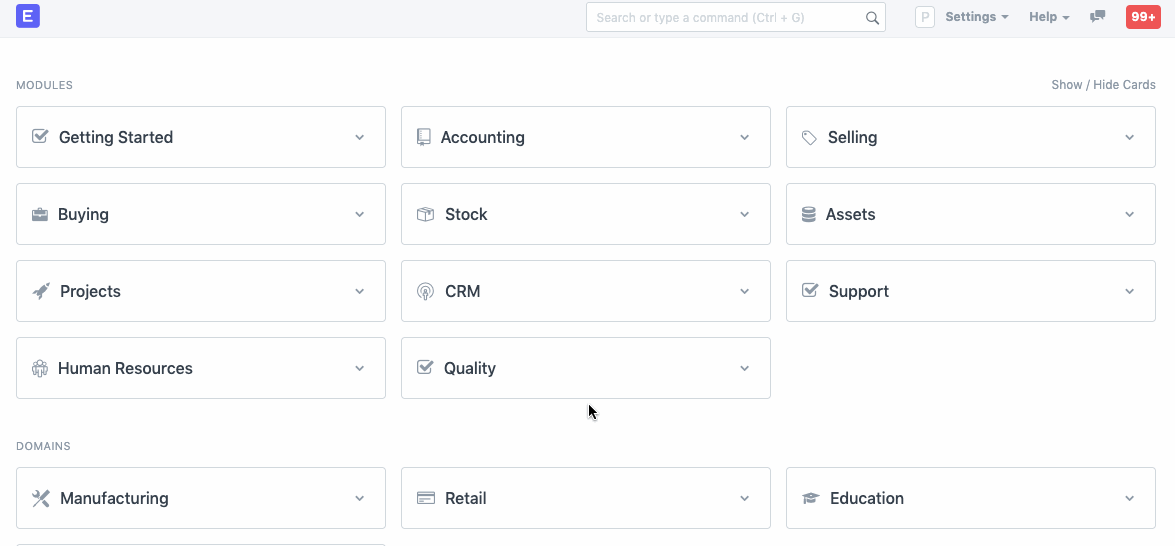 E Search or type a command (Ctrl + G) P Settings Help 99+
MODULES Show / Hide Cards
Getting Started Accounting Selling
Buying Stock Assets
Projects CRM Support
Human Resources Quality
DOMAINS
Manufacturing Retail Education